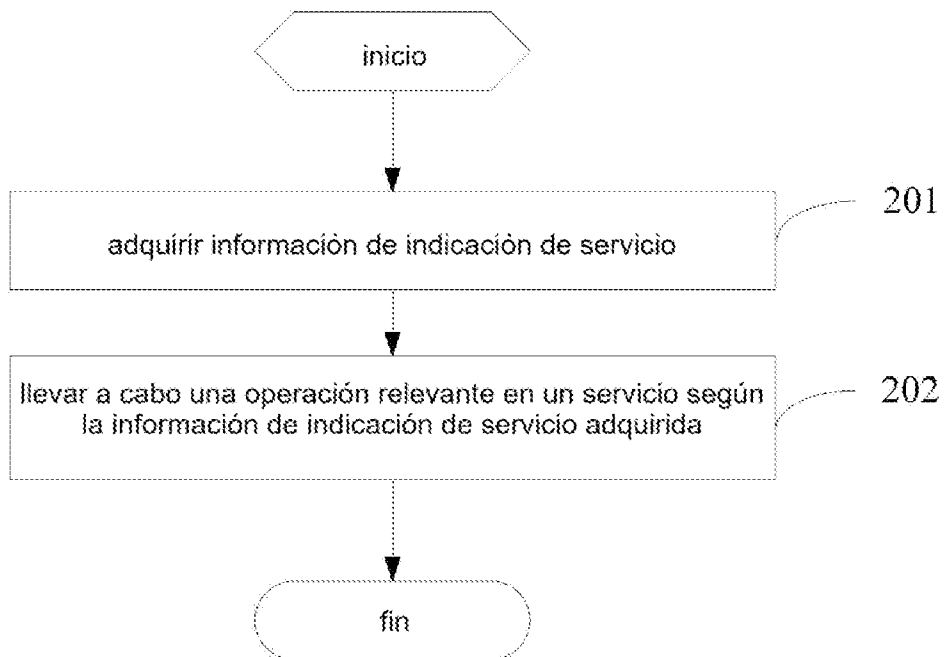 inicio
adquirir información de indicación de servicio
201
llevar a cabo una operación relevante en un servicio según
la información de indicación de servicio adquirida
202
fin